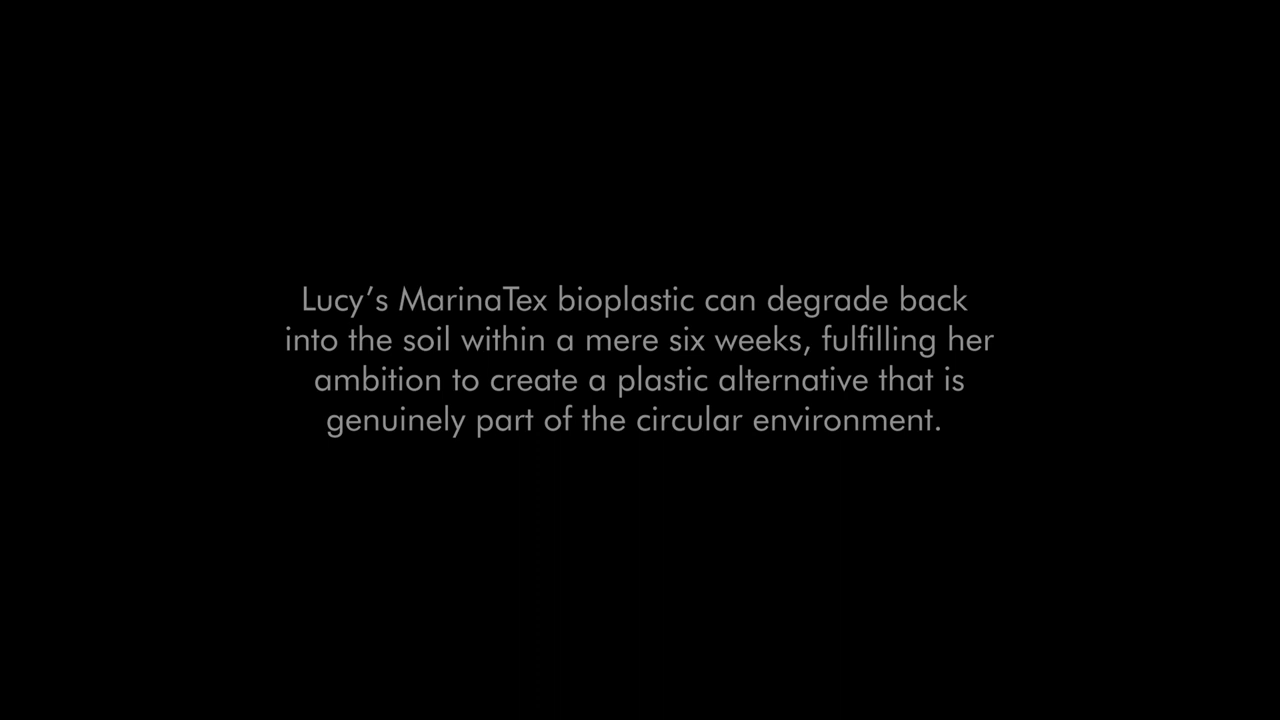 Lucy’s MarinaTex bioplastic can degrade back
into the soil within a mere six weeks, fulfilling her
ambition to create a plastic alternative that is
genuinely part of the circular environment.